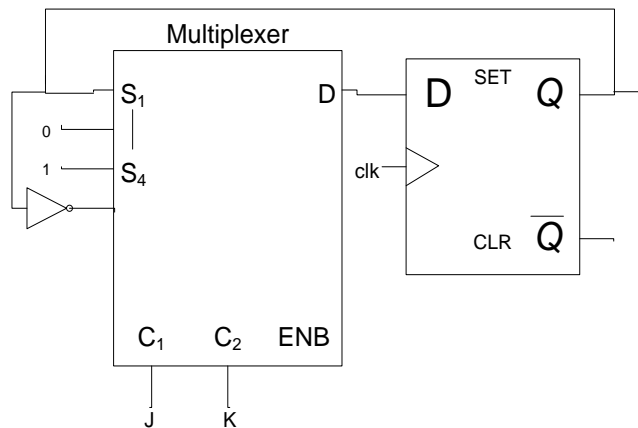 Multiplexer
S1
D
0
1
S4
C1
C2
ENB
J
K
D
SET
Q
clk
CLR
Q̅